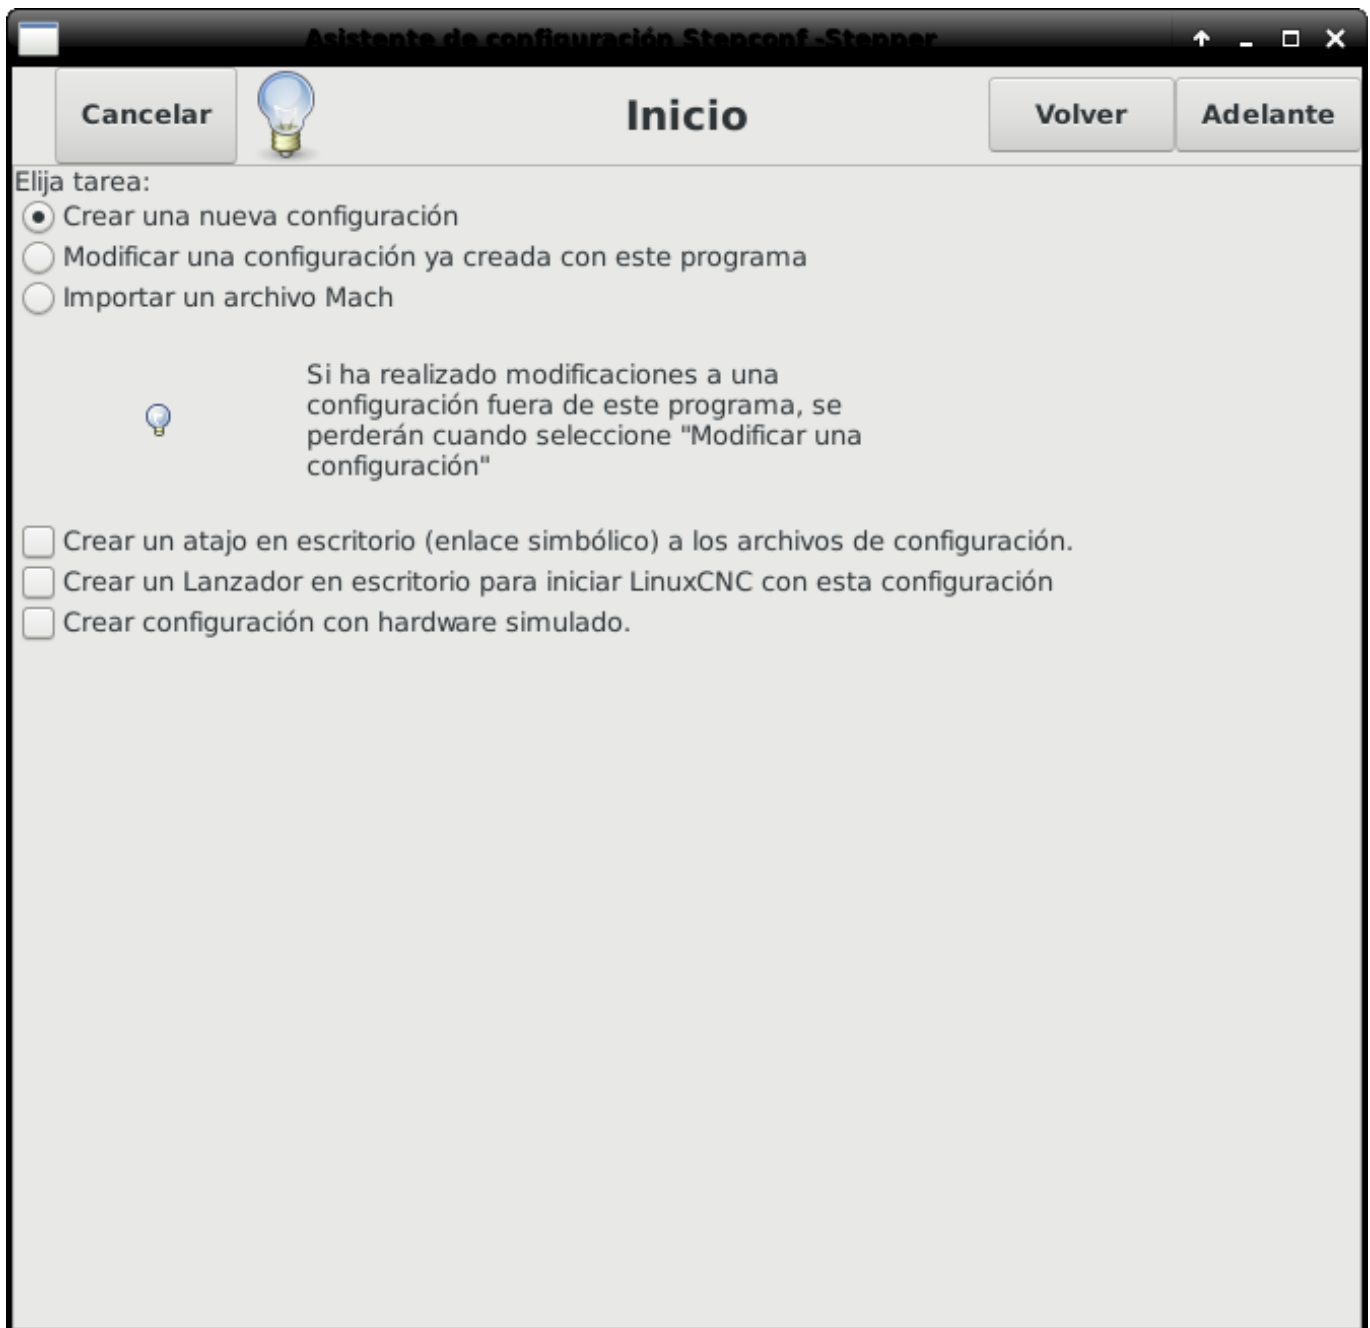 Asistente de configuración Stepconf -Stepper
Cancelar
Inicio
Volver
Adelante
Elija tarea:
Crear una nueva configuración
Modificar una configuración ya creada con este programa
Importar un archivo Mach
Si ha realizado modificaciones a una
configuración fuera de este programa, se
perderán cuando seleccione "Modificar una
configuración"
Crear un atajo en escritorio (enlace simbólico) a los archivos de configuración.
Crear un Lanzador en escritorio para iniciar LinuxCNC con esta configuración
Crear configuración con hardware simulado.